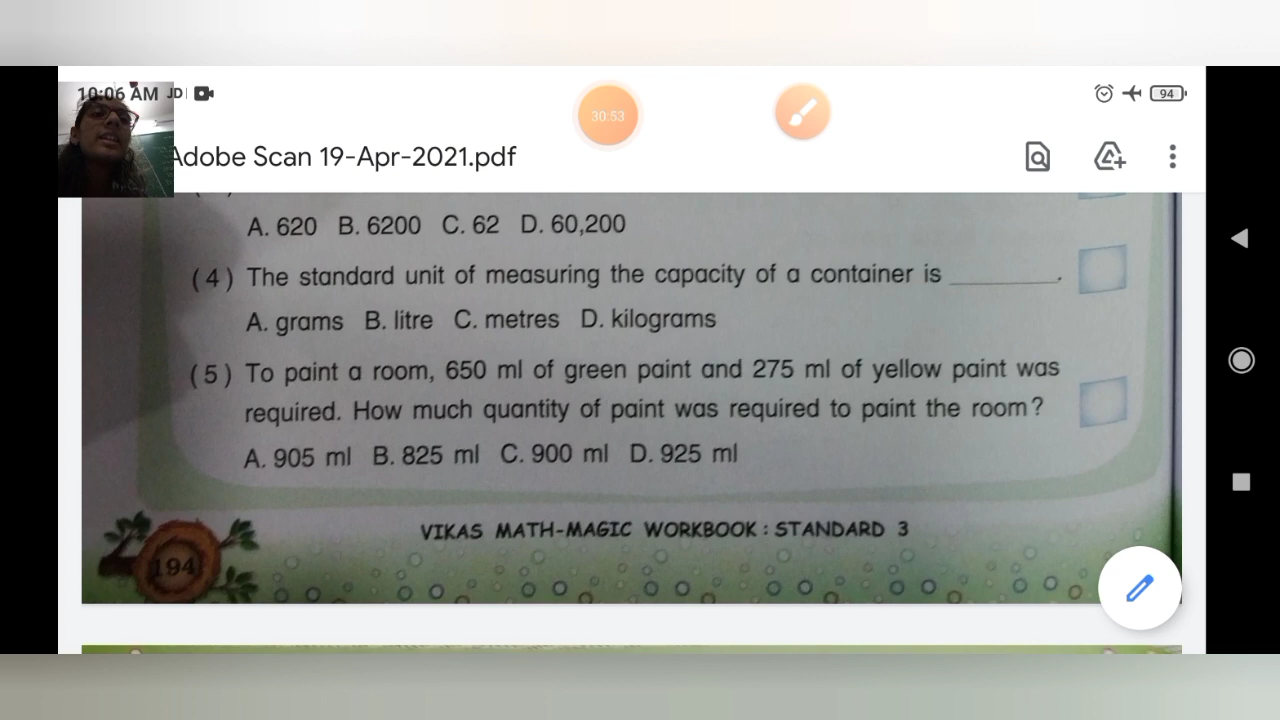 10:06 AM JD
30:53
94
Adobe Scan 19-Apr-2021.pdf
A. 620 B. 6200 C. 62 D. 60,200
(4) The standard unit of measuring the capacity of a container is ________.
A. grams B. litre C. metres D. kilograms
(5) To paint a room, 650 ml of green paint and 275 ml of yellow paint was
required. How much quantity of paint was required to paint the room?
A. 905 ml B. 825 ml C. 900 ml D. 925 ml
VIKAS MATH-MAGIC WORKBOOK : STANDARD 3
194